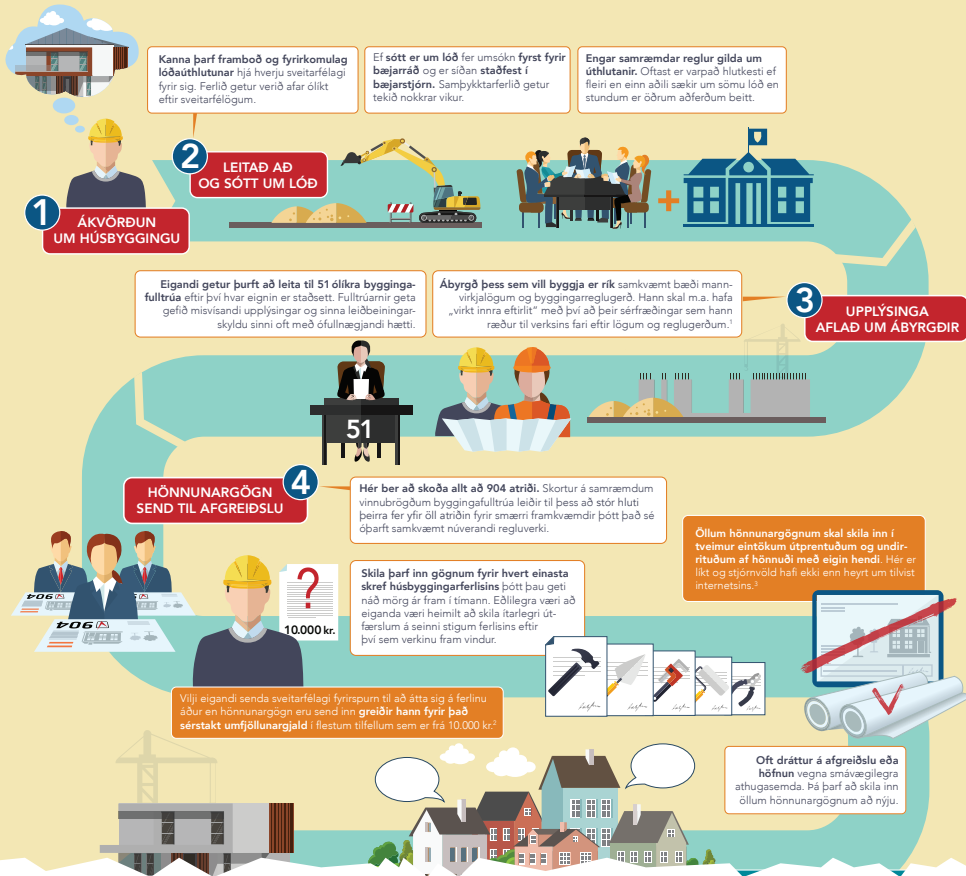 1
ÁKVÖRÐUN
UM HÚSBYGGINGU
2
LEITAÐ AÐ
OG SÓTT UM LÓÐ
Kanna þarf framboð og fyrirkomulag
lóðaúthlutunar hjá hverju sveitarfélagi
fyrir sig. Ferlið getur verið afar ólíkt
eftir sveitarfélögum.
Ef sótt er um lóð fer umsókn fyrst fyrir
bæjarráð og er síðan staðfest í
bæjarstjórn. Samþykktarferlið getur
tekið nokkrar vikur.
Engar samræmdar reglur gilda um
úthlutanir. Oftast er varpað hlutkesti ef
fleiri en einn aðili sækir um sömu lóð en
stundum er öðrum aðferðum beitt.
+
3
UPPLÝSINGA
AFLAÐ UM ÁBYRGÐIR
Ábyrgð þess sem vill byggja er rík samkvæmt bæði mann-
virkjalögum og byggingarreglugerð. Hann skal m.a. hafa
„virkt innra eftirlit“ með því að þeir sérfræðingar sem hann
ræður til verksins fari eftir lögum og reglugerðum.¹
Eigandi getur þurft að leita til 51 ólíkra bygginga-
fulltrúa eftir því hvar eignin er staðsett. Fulltrúarnir geta
gefið misvísandi upplýsingar og sinna leiðbeiningar-
skyldu sinni oft með ófullnægjandi hætti.
51
4
HÖNNUNARGÖGN
SEND TIL AFGREIÐSLU
Hér ber að skoða allt að 904 atriði. Skortur á samræmdum
vinnubrögðum byggingafulltrúa leiðir til þess að stór hluti
þeirra fer yfir öll atriðin fyrir smærri framkvæmdir þótt það sé
óþarft samkvæmt núverandi regluverki.
904
904
904
?
10.000 kr.
Skila þarf inn gögnum fyrir hvert einasta
skref húsbyggingarferlisins þótt þau geti
náð mörg ár fram í tímann. Eðlilegra væri að
eiganda væri heimilt að skila ítarlegri út-
færslum á seinni stigum ferlisins eftir
því sem verkinu fram vindur.
Öllum hönnunargögnum skal skila inn í
tveimur eintökum útprentuðum og undir-
rituðum af hönnuði með eigin hendi. Hér er
líkt og stjórnvöld hafi ekki enn heyrt um tilvist
internetsins.³
Vilji eigandi senda sveitarfélagi fyrirspurn til að átta sig á ferlinu
áður en hönnunargögn eru send inn greiðir hann fyrir það
sérstakt umfjöllunargjald í flestum tilfellum sem er frá 10.000 kr.²
Oft dráttur á afgreiðslu eða
höfnun vegna smávægilegra
athugasemda. Þá þarf að skila inn
öllum hönnunargögnum að nýju.